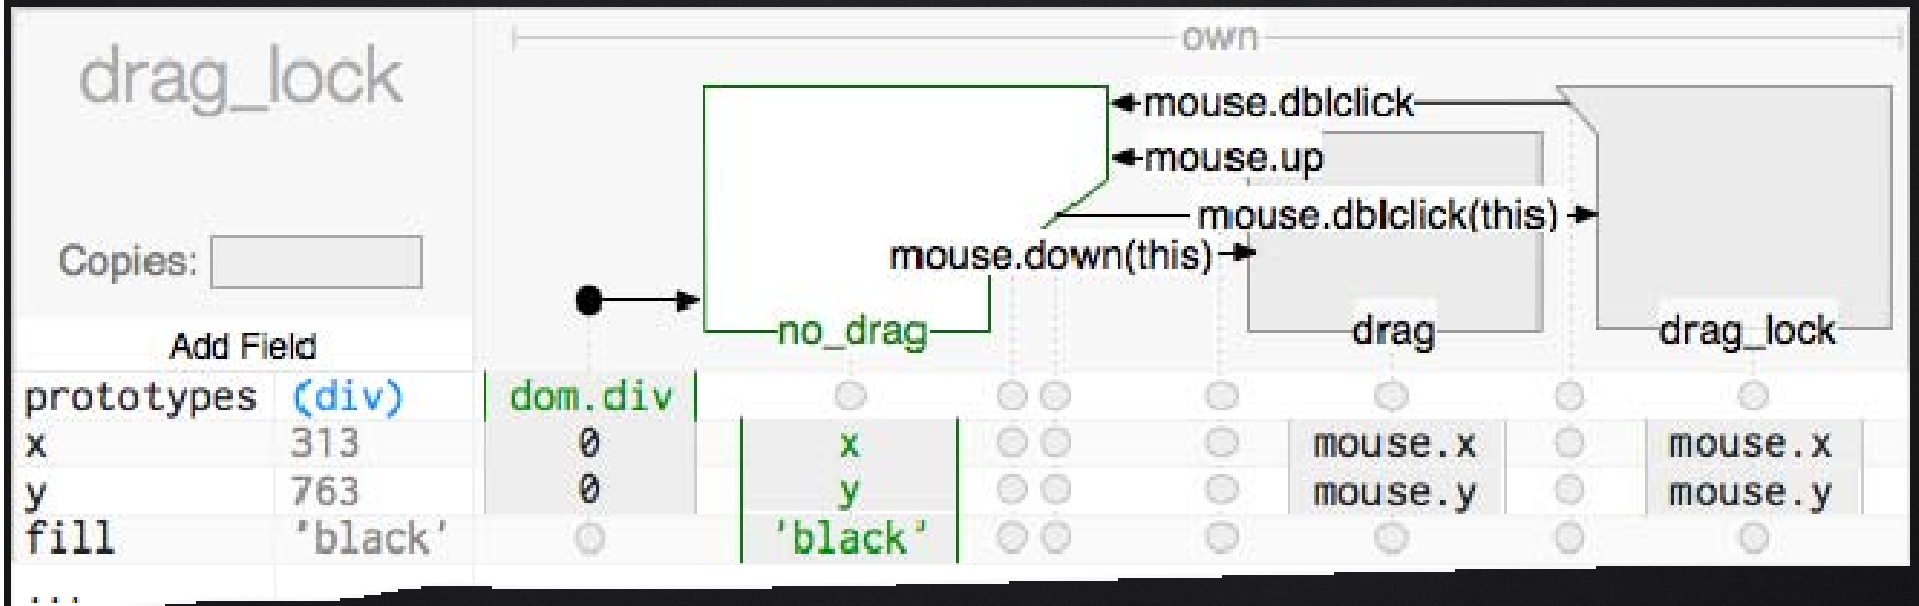 own
drag_lock
mouse.dblclick
mouse.up
mouse.dblclick(this)
mouse.down(this)
Copies:
no_drag
drag
drag_lock
Add Field
prototypes (div) dom.div
x 313 0 x mouse.x mouse.x
y 763 0 y mouse.y mouse.y
fill 'black' 'black'
...